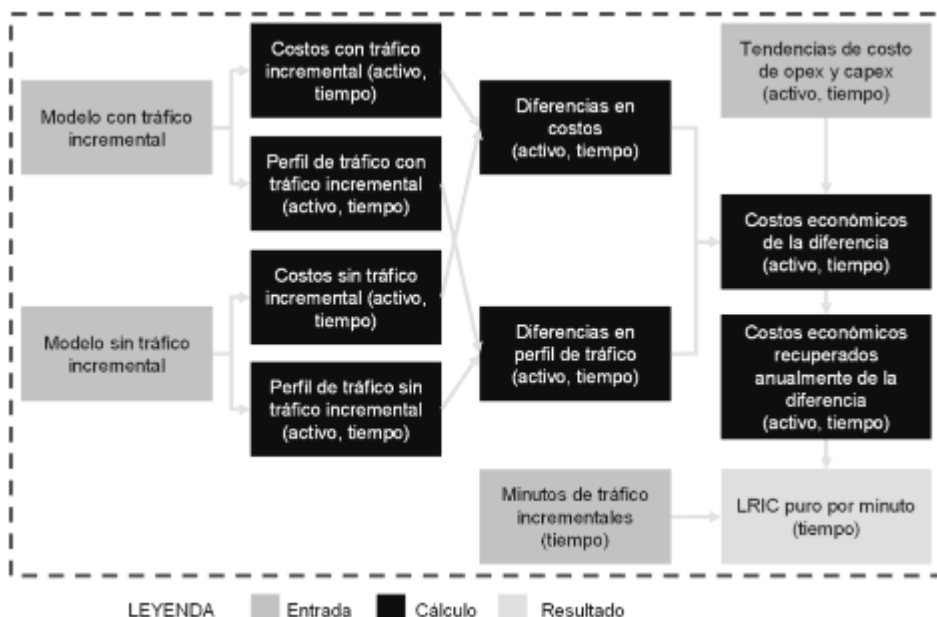 Modelo con tráfico
incremental
Modelo sin tráfico
incremental
Costos con tráfico
incremental (activo,
tiempo)
Perfil de tráfico con
tráfico incremental
(activo, tiempo)
Costos sin tráfico
incremental (activo,
tiempo)
Perfil de tráfico sin
tráfico incremental
(activo, tiempo)
Diferencias en
costos
(activo, tiempo)
Diferencias en
perfil de tráfico
(activo, tiempo)
Minutos de tráfico
incrementales
(tiempo)
Tendencias de costo
de opex y capex
(activo, tiempo)
Costos económicos
de la diferencia
(activo, tiempo)
Costos económicos
recuperados
anualmente de la
diferencia
(activo, tiempo)
LRIC puro por minuto
(tiempo)
LEYENDA Entrada Cálculo Resultado